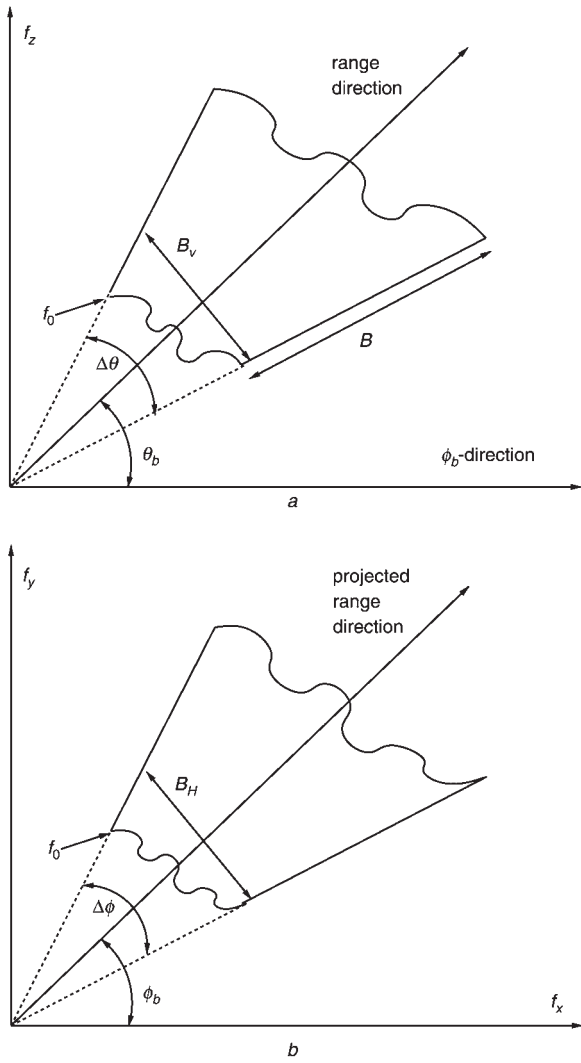 f_z
range
direction
B_v
f_0
Δθ
B
θ_b
ϕ_b-direction
a
f_y
projected
range
direction
B_H
f_0
Δϕ
ϕ_b
f_x
b